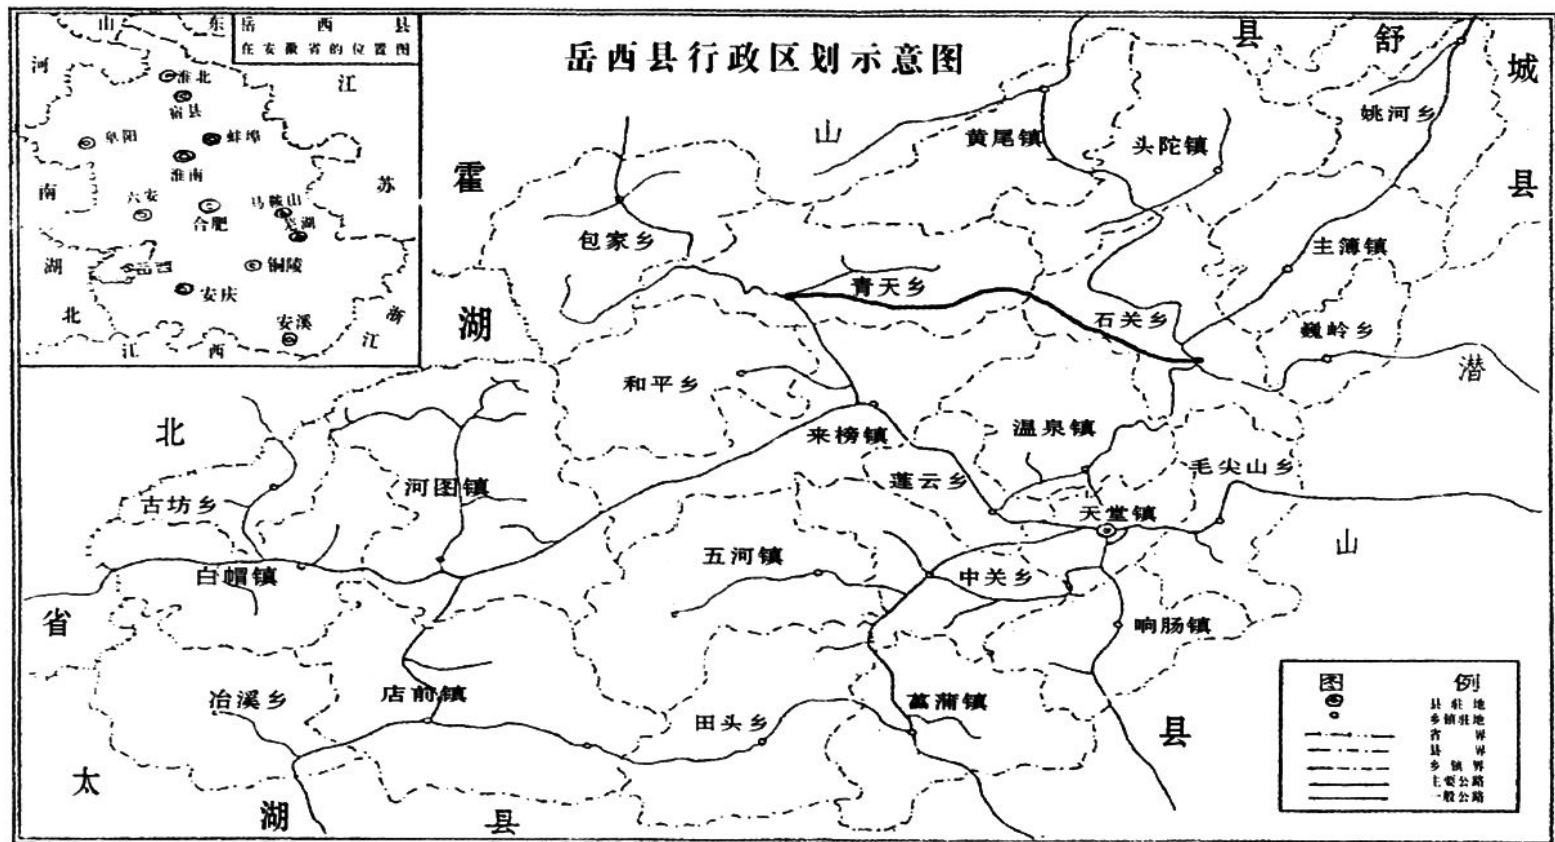 岳西县行政区划示意图
岳西县
在安徽省的位置图
山
东
河
江
淮北
宿县
阜阳
蚌埠
淮南
南
苏
六安
合肥
马鞍山
芜湖
湖
岳西
铜陵
安庆
北
安溪
浙
江
西
江
霍
山
县
舒
城
县
黄尾镇
头陀镇
姚河乡
包家乡
主簿镇
青天乡
石关乡
巍岭乡
湖
潜
和平乡
北
来榜镇
温泉镇
毛尖山乡
河图镇
莲云乡
古坊乡
天堂镇
山
五河镇
白帽镇
中关乡
省
响肠镇
冶溪乡
店前镇
田头乡
菖蒲镇
县
太
湖
县
图例
县驻地
乡镇驻地
省界
县界
乡镇界
主要公路
一般公路